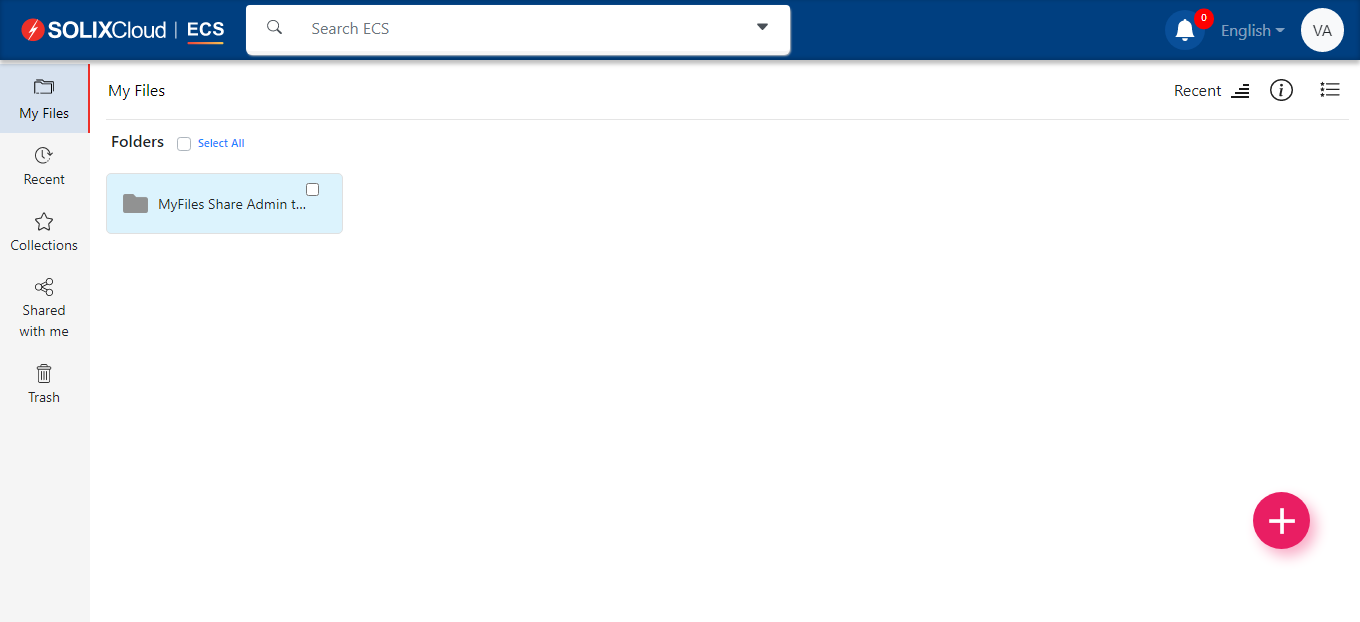 SOLIXCloud | ECS
Search ECS
0
English
VA
My Files
Recent
Collections
Shared
with me
Trash
My Files
Recent
Folders
Select All
MyFiles Share Admin t...